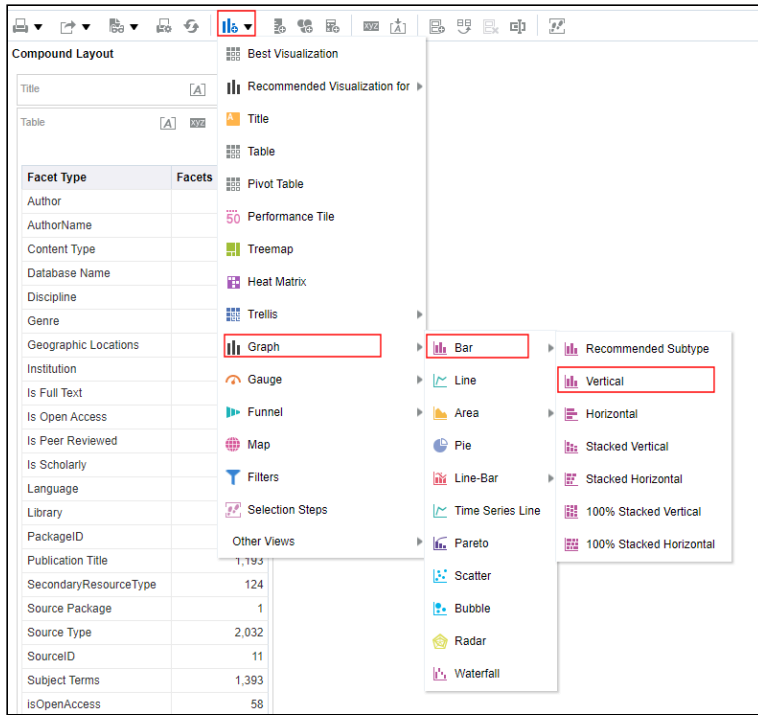 Compound Layout
Title
[A]
Table
[A] xyz
Facet Type Facets
Author
AuthorName
Content Type
Database Name
Discipline
Genre
Geographic Locations
Institution
Is Full Text
Is Open Access
Is Peer Reviewed
Is Scholarly
Language
Library
PackageID
Publication Title 1,193
SecondaryResourceType 124
Source Package 1
Source Type 2,032
SourceID 11
Subject Terms 1,393
isOpenAccess 58
xyz [A]
Best Visualization
Recommended Visualization for
A Title
Table
Pivot Table
50 Performance Tile
Treemap
Heat Matrix
Trellis
Graph
Gauge
Funnel
Map
Filters
Selection Steps
Other Views
Bar
Line
Area
Pie
Line-Bar
Time Series Line
Pareto
Scatter
Bubble
Radar
Waterfall
Recommended Subtype
Vertical
Horizontal
Stacked Vertical
Stacked Horizontal
100% Stacked Vertical
100% Stacked Horizontal